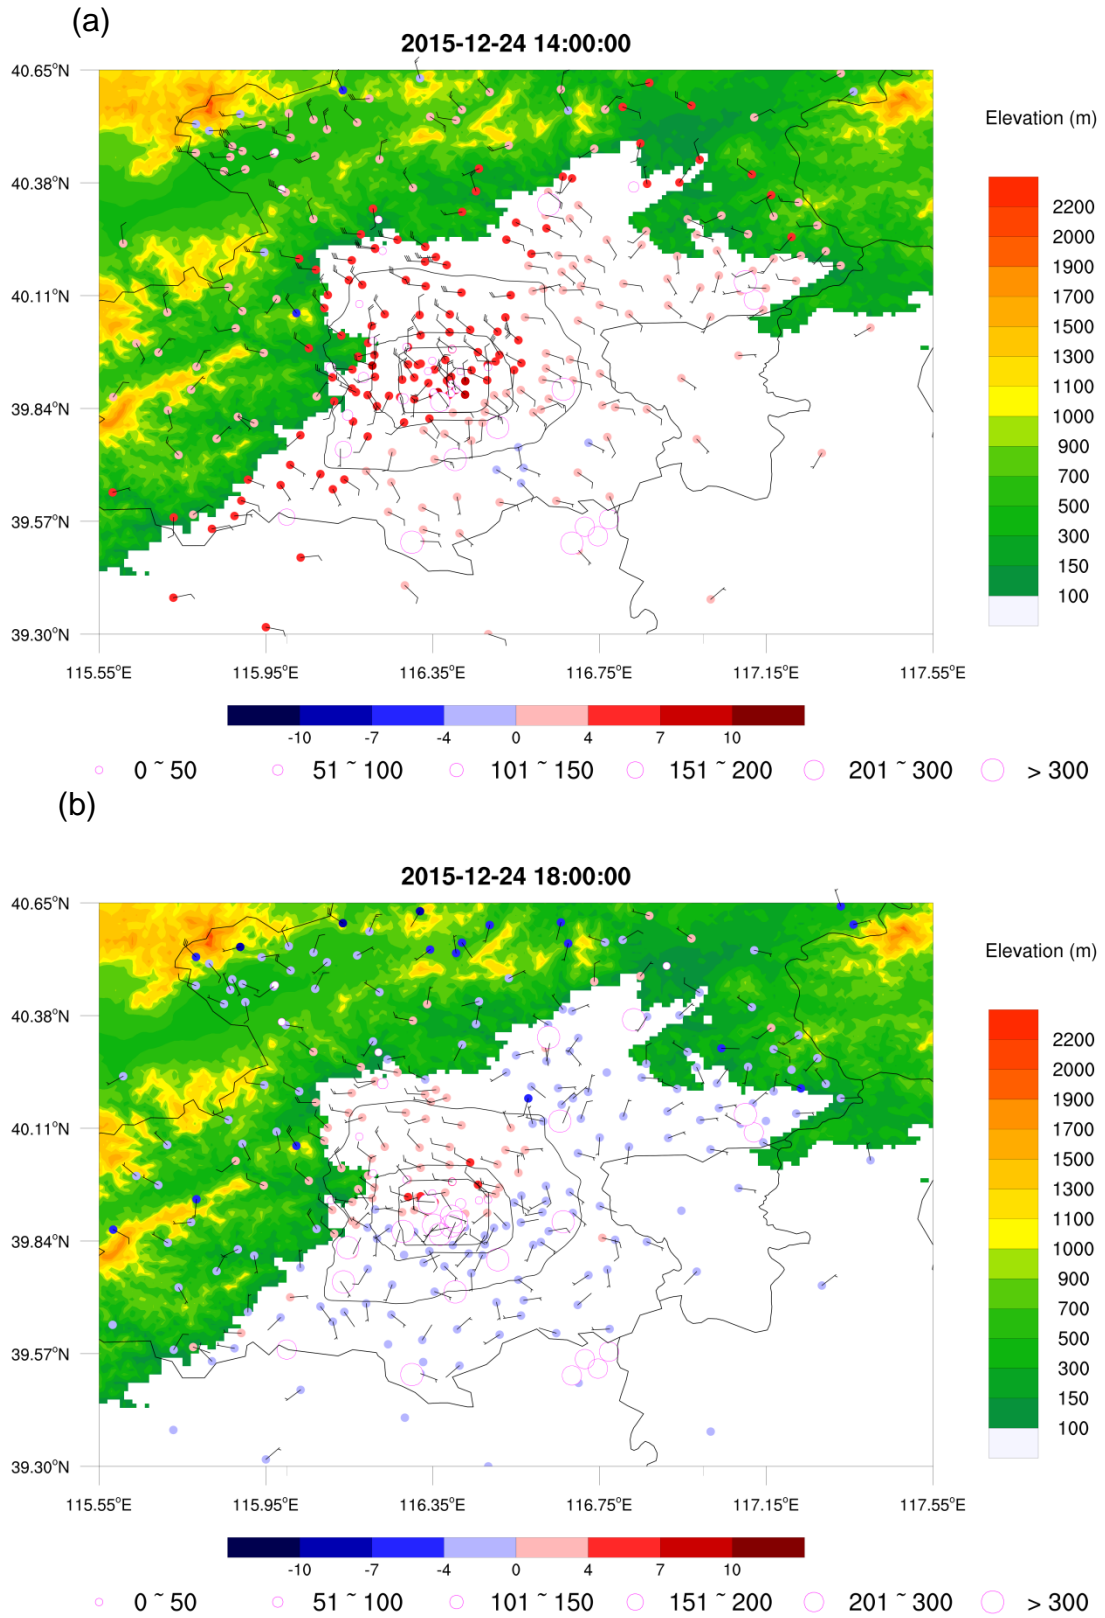 (a)
2015-12-24 14:00:00
40.65°N
40.38°N
40.11°N
39.84°N
39.57°N
39.30°N
115.55°E 115.95°E 116.35°E 116.75°E 117.15°E 117.55°E
Elevation (m)
2200
2000
1900
1700
1500
1300
1100
1000
900
700
500
300
150
100
-10 -7 -4 0 4 7 10
0 ~ 50 51 ~ 100 101 ~ 150 151 ~ 200 201 ~ 300 > 300
(b)
2015-12-24 18:00:00
40.65°N
40.38°N
40.11°N
39.84°N
39.57°N
39.30°N
115.55°E 115.95°E 116.35°E 116.75°E 117.15°E 117.55°E
Elevation (m)
2200
2000
1900
1700
1500
1300
1100
1000
900
700
500
300
150
100
-10 -7 -4 0 4 7 10
0 ~ 50 51 ~ 100 101 ~ 150 151 ~ 200 201 ~ 300 > 300